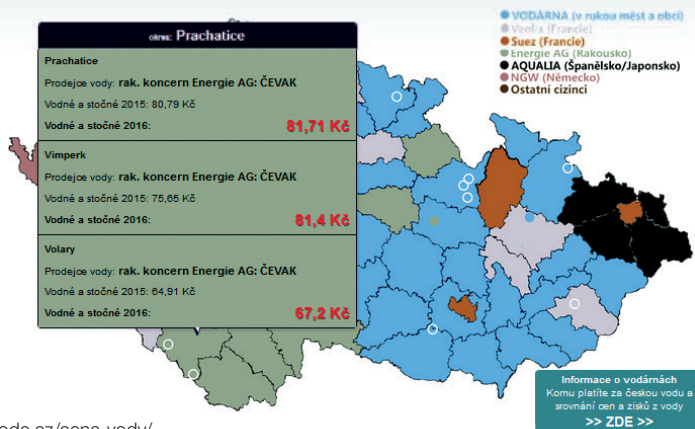 VODÁRNA (v rukou měst a obcí)
Veolia (Francie)
Suez (Francie)
Energie AG (Rakousko)
AQUALIA (Španělsko/Japonsko)
NGW (Německo)
Ostatní cizinci
okres: Prachatice
Prachatice
Prodejce vody: rak. koncern Energie AG: ČEVAK
Vodné a stočné 2015: 80,79 Kč
Vodné a stočné 2016: 81,71 Kč
Vimperk
Prodejce vody: rak. koncern Energie AG: ČEVAK
Vodné a stočné 2015: 75,65 Kč
Vodné a stočné 2016: 81,4 Kč
Volary
Prodejce vody: rak. koncern Energie AG: ČEVAK
Vodné a stočné 2015: 64,91 Kč
Vodné a stočné 2016: 67,2 Kč
Informace o vodárnách
Komu platíte za českou vodu a
srovnání cen a zisků z vody
>> ZDE >>